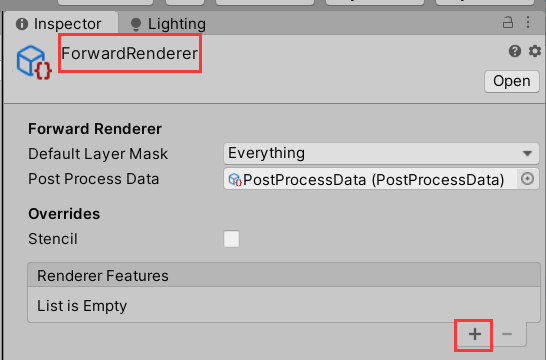 Inspector
Lighting
ForwardRenderer
Open
Forward Renderer
Default Layer Mask
Everything
Post Process Data
PostProcessData (PostProcessData)
Overrides
Stencil
Renderer Features
List is Empty